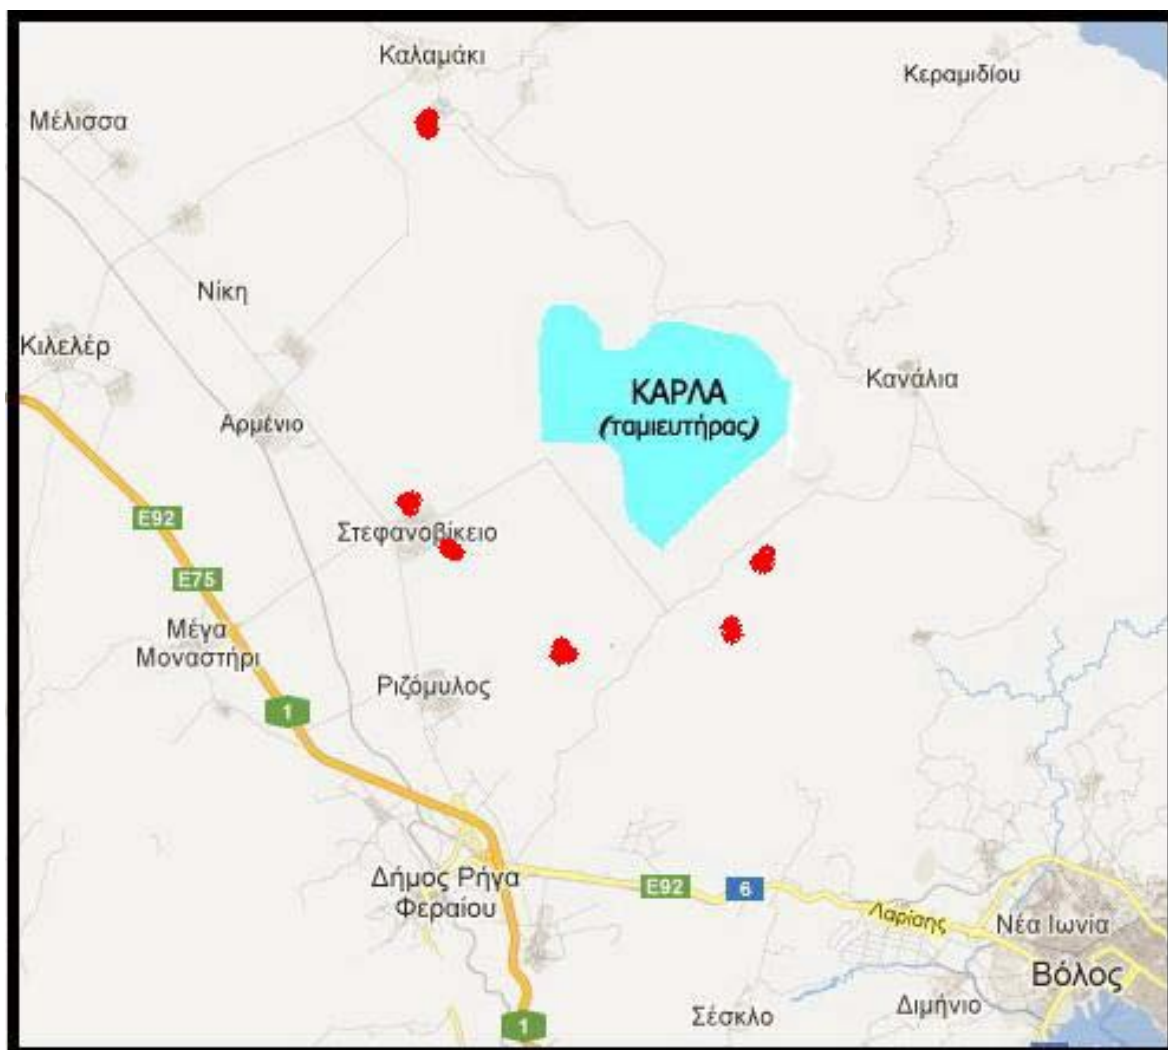 Καλαμάκι
Κεραμιδίου
Μέλισσα
Νίκη
Κιλελέρ
ΚΑΡΛΑ
(ταμιευτήρας)
Κανάλια
Αρμένιο
E92
Στεφανοβίκειο
E75
Μέγα
Μοναστήρι
Ριζόμυλος
1
Δήμος Ρήγα
Φεραίου
E92
6
Λαρίσης
Νέα Ιωνία
Βόλος
Διμήνιο
Σέσκλο
1